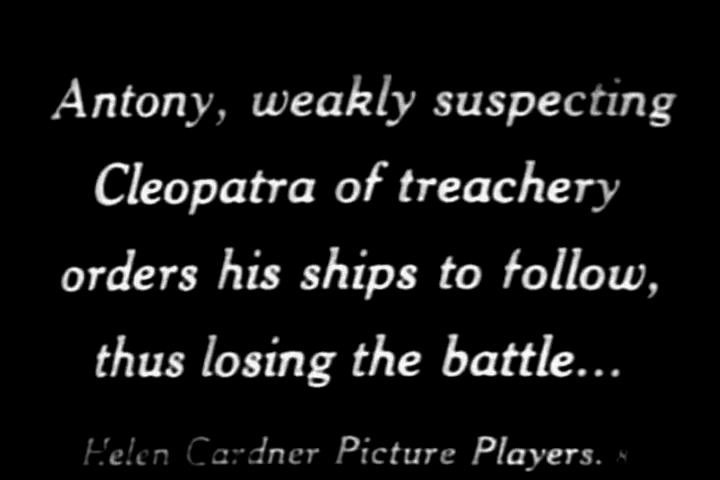 Antony, weakly suspecting
Cleopatra of treachery
orders his ships to follow,
thus losing the battle...
Helen Gardner Picture Players.